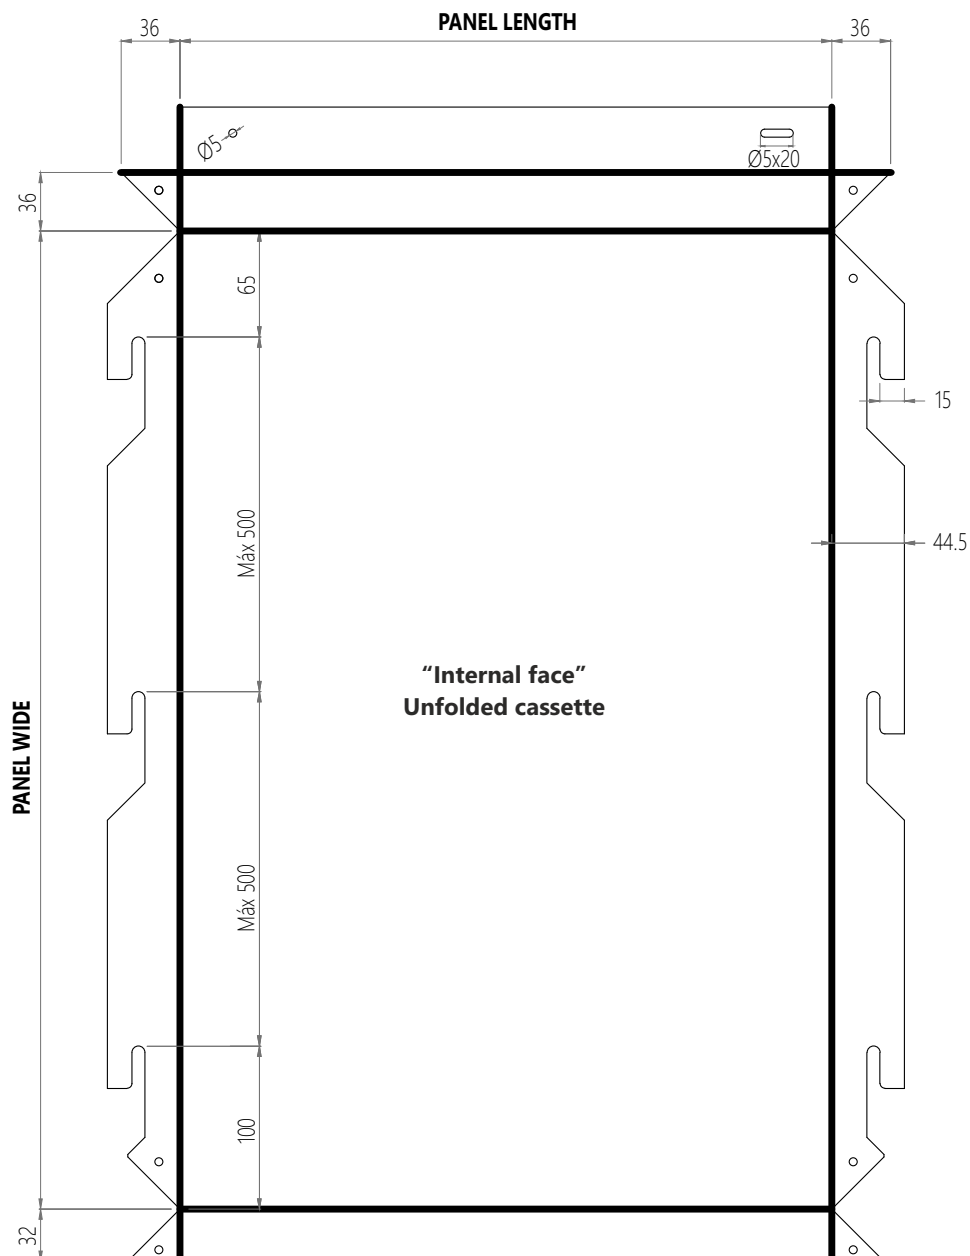 PANEL LENGTH
36
36
Ø5
Ø5x20
36
65
15
Máx 500
44.5
“Internal face”
Unfolded cassette
PANEL WIDE
Máx 500
100
32